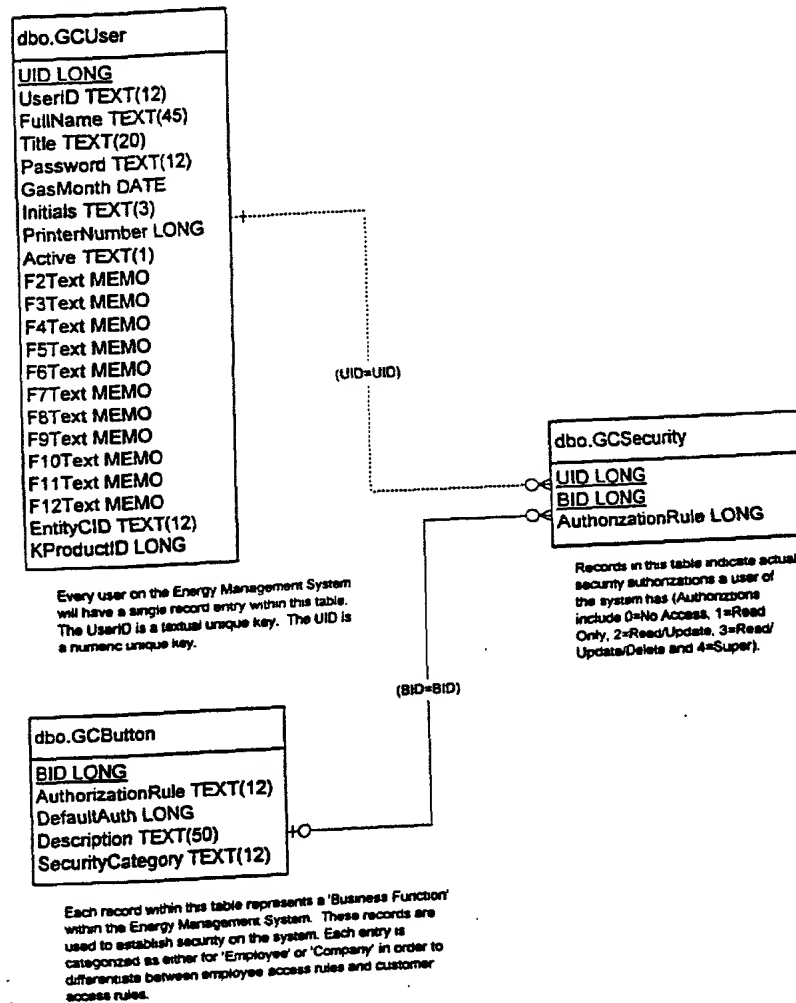 dbo.GCUser
UID LONG
UserID TEXT(12)
FullName TEXT(45)
Title TEXT(20)
Password TEXT(12)
GasMonth DATE
Initials TEXT(3)
PrinterNumber LONG
Active TEXT(1)
F2Text MEMO
F3Text MEMO
F4Text MEMO
F5Text MEMO
F6Text MEMO
F7Text MEMO
F8Text MEMO
F9Text MEMO
F10Text MEMO
F11Text MEMO
F12Text MEMO
EntityCID TEXT(12)
KProductID LONG
Every user on the Energy Management System
will have a single record entry within this table.
The UserID is a textual unique key. The UID is
a numeric unique key.
(UID=UID)
dbo.GCSecurity
UID LONG
BID LONG
AuthorizationRule LONG
Records in this table indicate actual
security authorizations a user of
the system has (Authoriztions
include 0=No Access, 1=Read
Only, 2=Read/Update, 3=Read/
Update/Delete and 4=Super).
(BID=BID)
dbo.GCButton
BID LONG
AuthorizationRule TEXT(12)
DefaultAuth LONG
Description TEXT(50)
SecurityCategory TEXT(12)
Each record within this table represents a 'Business Function'
within the Energy Management System. These records are
used to establish security on the system. Each entry is
categorized as either for 'Employee' or 'Company' in order to
differentiate between employee access rules and customer
access rules.